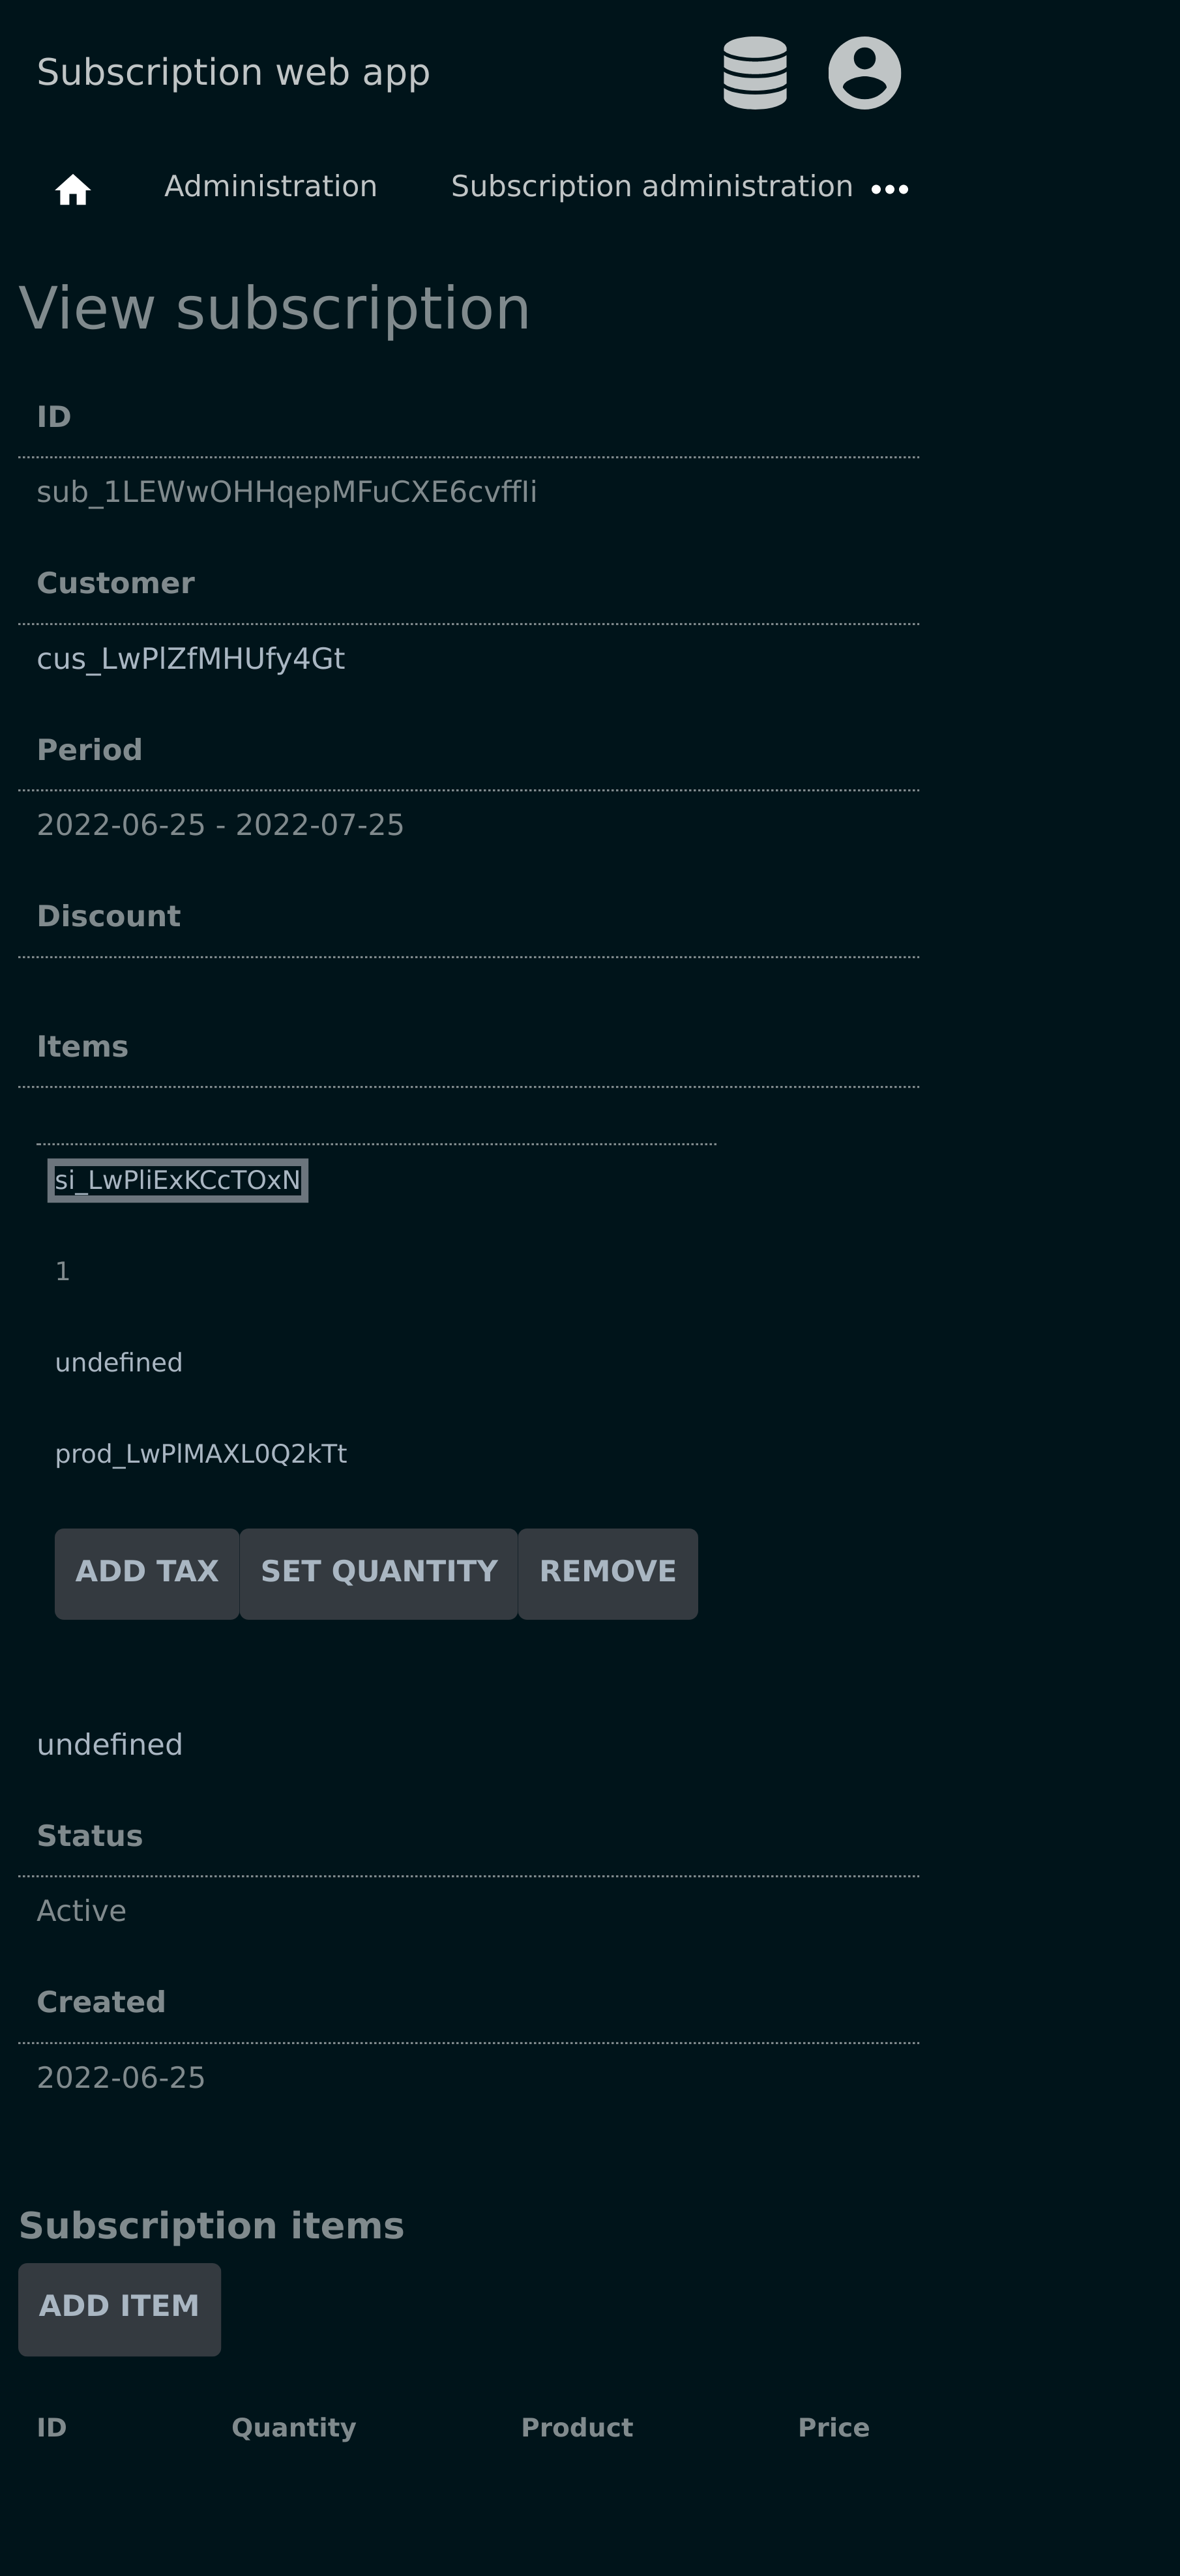 Subscription web app
Administration Subscription administration
View subscription
ID
sub_1LEWwOHHqepMFuCXE6cvffIi
Customer
cus_LwPlZfMHUfy4Gt
Period
2022-06-25 - 2022-07-25
Discount
Items
si_LwPliExKCcTOxN
1
undefined
prod_LwPlMAXL0Q2kTt
ADD TAX SET QUANTITY REMOVE
undefined
Status
Active
Created
2022-06-25
Subscription items
ADD ITEM
ID Quantity Product Price